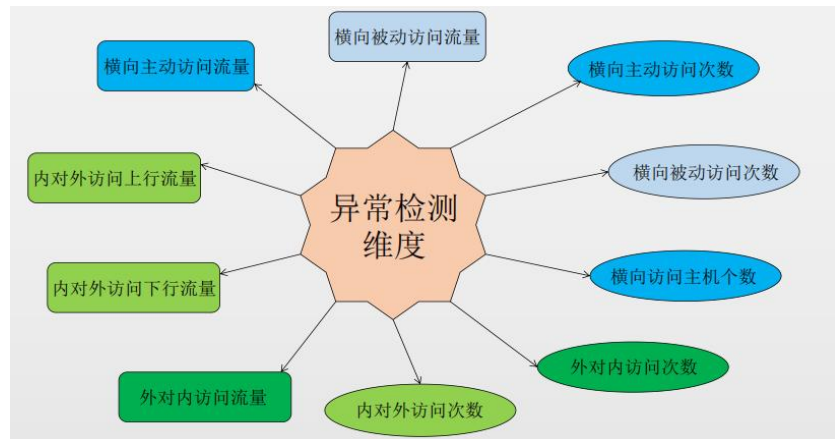 横向被动访问流量
横向主动访问流量
横向主动访问次数
内对外访问上行流量
横向被动访问次数
异常检测
维度
内对外访问下行流量
横向访问主机个数
外对内访问次数
外对内访问流量
内对外访问次数